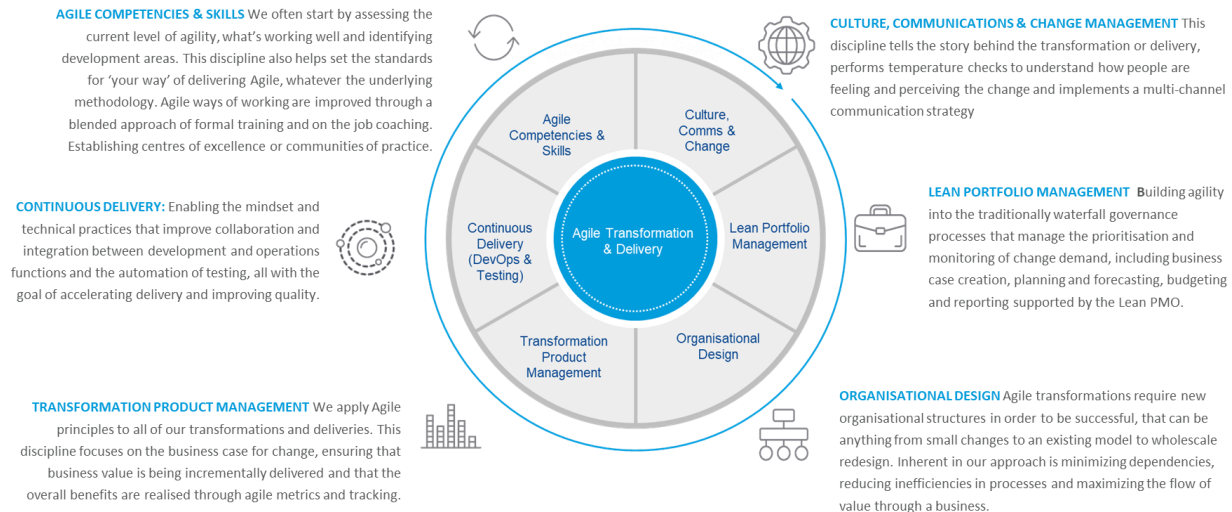 AGILE COMPETENCIES & SKILLS We often start by assessing the
current level of agility, what's working well and identifying
development areas. This discipline also helps set the standards
for 'your way' of delivering Agile, whatever the underlying
methodology. Agile ways of working are improved through a
blended approach of formal training and on the job coaching.
Establishing centres of excellence or communities of practice.
CULTURE, COMMUNICATIONS & CHANGE MANAGEMENT This
discipline tells the story behind the transformation or delivery,
performs temperature checks to understand how people are
feeling and perceiving the change and implements a multi-channel
communication strategy
Agile
Competencies &
Skills
Culture,
Comms &
Change
CONTINUOUS DELIVERY: Enabling the mindset and
technical practices that improve collaboration and
integration between development and operations
functions and the automation of testing, all with the
goal of accelerating delivery and improving quality.
Continuous
Delivery
(DevOps &
Testing)
Agile Transformation
& Delivery
Lean Portfolio
Management
LEAN PORTFOLIO MANAGEMENT Building agility
into the traditionally waterfall governance
processes that manage the prioritisation and
monitoring of change demand, including business
case creation, planning and forecasting, budgeting
and reporting supported by the Lean PMO.
Transformation
Product
Management
Organisational
Design
TRANSFORMATION PRODUCT MANAGEMENT We apply Agile
principles to all of our transformations and deliveries. This
discipline focuses on the business case for change, ensuring that
business value is being incrementally delivered and that the
overall benefits are realised through agile metrics and tracking.
ORGANISATIONAL DESIGN Agile transformations require new
organisational structures in order to be successful, that can be
anything from small changes to an existing model to wholescale
redesign. Inherent in our approach is minimizing dependencies,
reducing inefficiencies in processes and maximizing the flow of
value through a business.